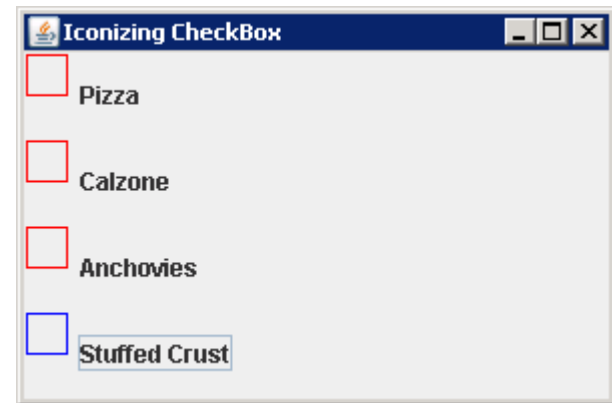 Iconizing CheckBox
Pizza
Calzone
Anchovies
Stuffed Crust